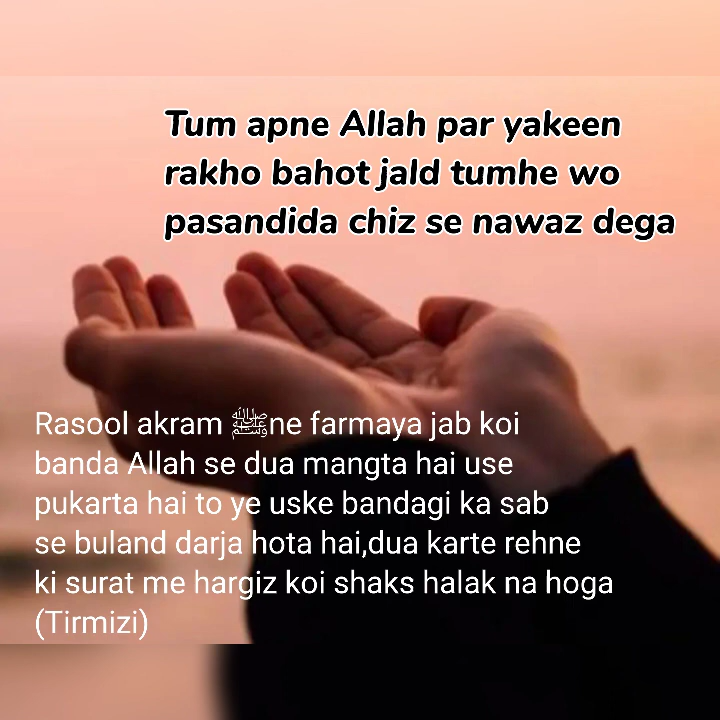 Tum apne Allah par yakeen
rakho bahot jald tumhe wo
pasandida chiz se nawaz dega
Rasool akram ﷺne farmaya jab koi
banda Allah se dua mangta hai use
pukarta hai to ye uske bandagi ka sab
se buland darja hota hai,dua karte rehne
ki surat me hargiz koi shaks halak na hoga
(Tirmizi)